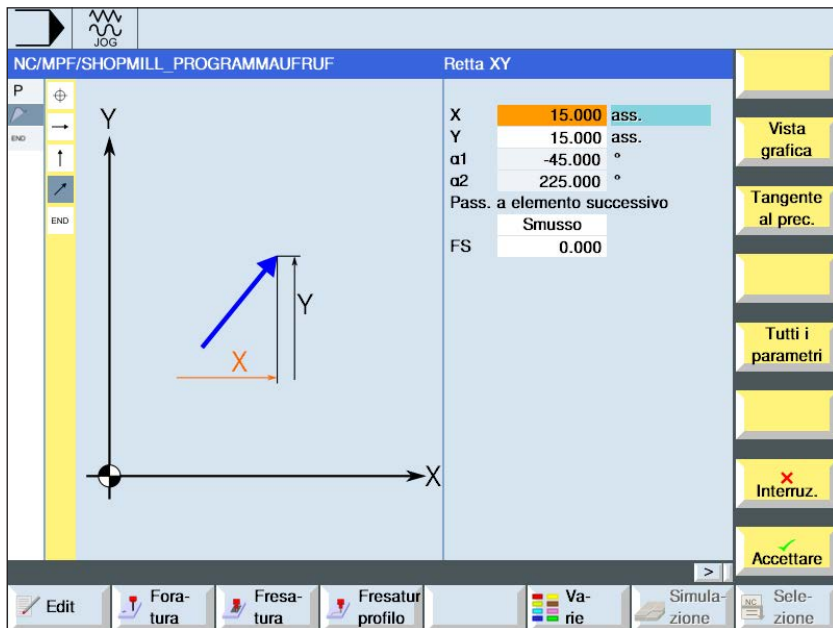 JOG
NC/MPF/SHOPMILL_PROGRAMMAUFRUF
Retta XY
P
END
END
Y
X
Y
X
X 15.000 ass.
Y 15.000 ass.
α1 -45.000 °
α2 225.000 °
Pass. a elemento successivo
Smusso
FS 0.000
Vista
grafica
Tangente
al prec.
Tutti i
parametri
Interruz.
Accettare
>
Edit
Fora-
tura
Fresa-
tura
Fresatur
profilo
Va-
rie
Simula-
zione
NC
Sele-
zione